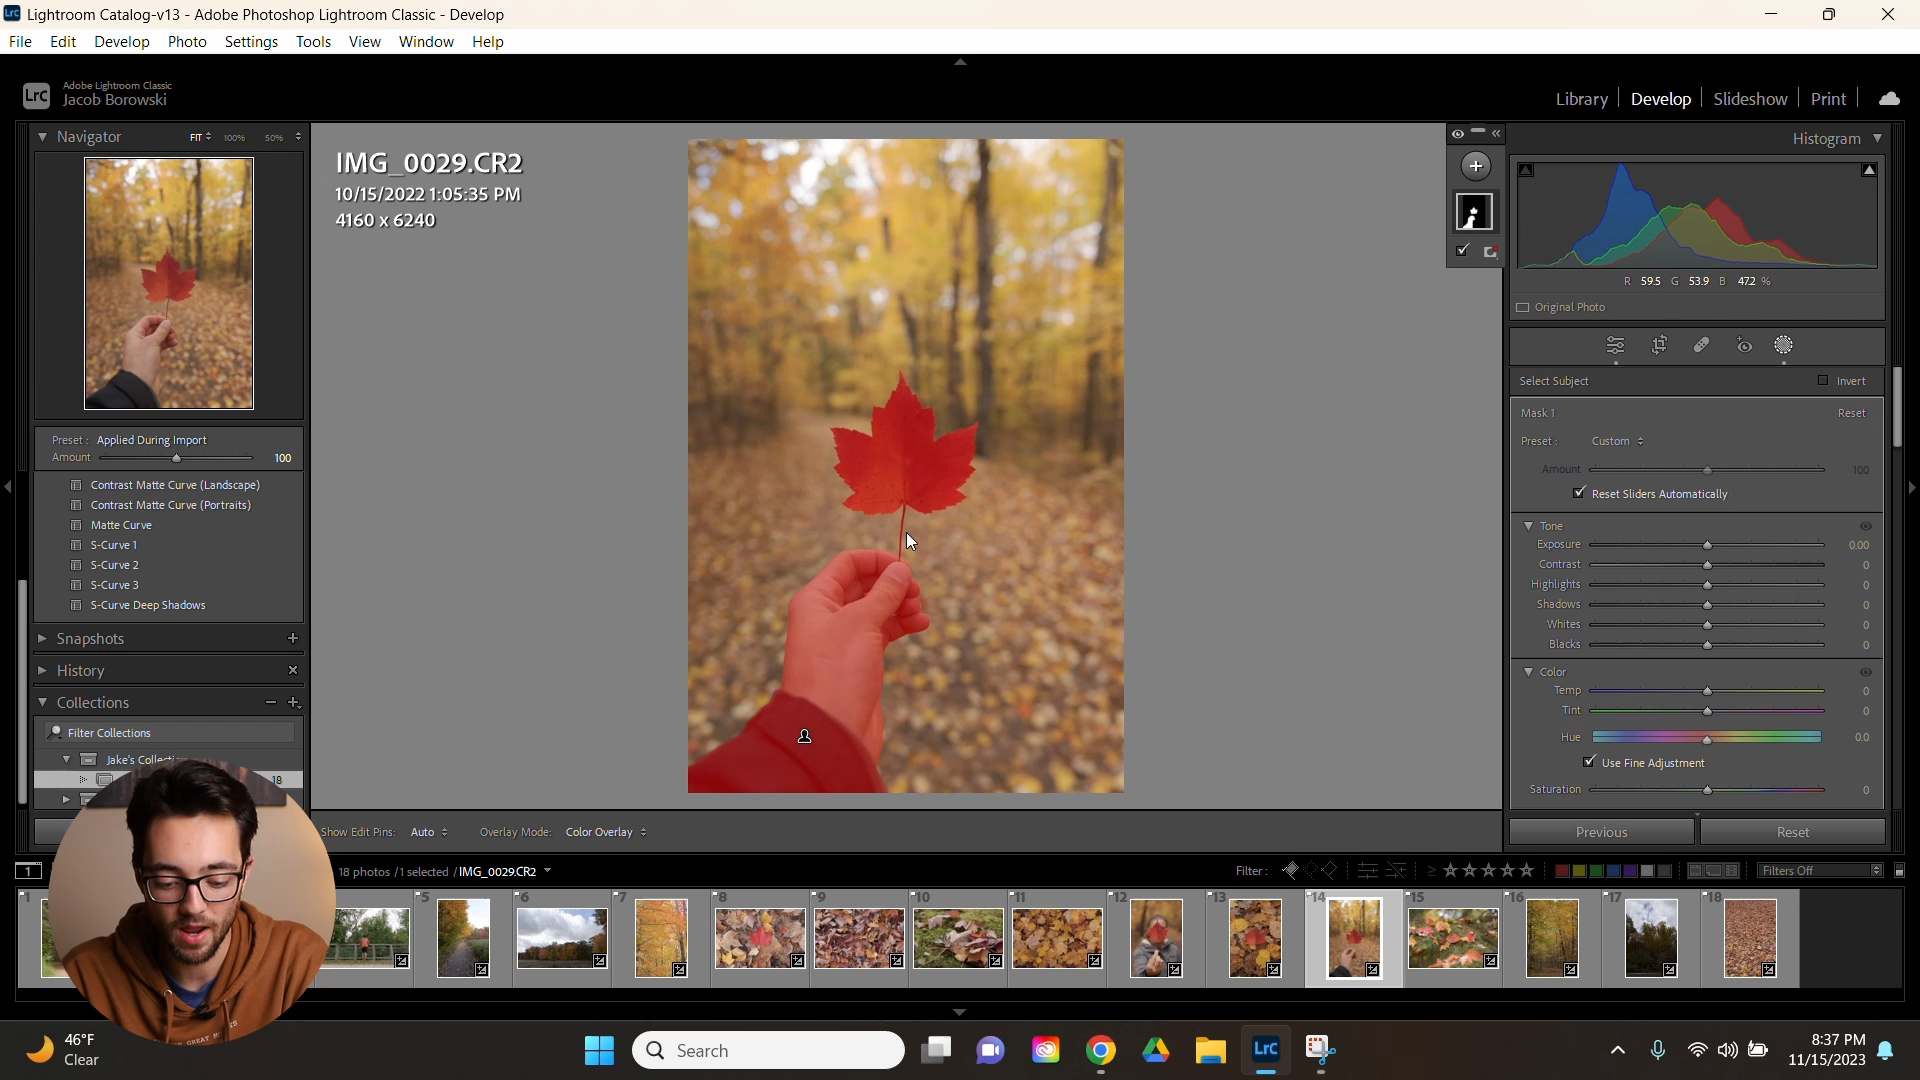 Lightroom Catalog-v13 - Adobe Photoshop Lightroom Classic - Develop
File Edit Develop Photo Settings Tools View Window Help
LrC
Adobe Lightroom Classic
Jacob Borowski
Library Develop Slideshow Print
Navigator FIT 100% 50%
Preset : Applied During Import
Amount 100
Contrast Matte Curve (Landscape)
Contrast Matte Curve (Portraits)
Matte Curve
S-Curve 1
S-Curve 2
S-Curve 3
S-Curve Deep Shadows
Snapshots
History
Collections
Filter Collections
Jake's
18
IMG_0029.CR2
10/15/2022 1:05:35 PM
4160 x 6240
Histogram
R 59.5 G 53.9 B 47.2 %
Original Photo
Select Subject Invert
Mask 1 Reset
Preset : Custom
Amount 100
Reset Sliders Automatically
Tone
Exposure 0.00
Contrast 0
Highlights 0
Shadows 0
Whites 0
Blacks 0
Color
Temp 0
Tint 0
Hue 0.0
Use Fine Adjustment
Saturation 0
Previous Reset
Show Edit Pins: Auto Overlay Mode: Color Overlay
1 18 photos /1 selected / IMG_0029.CR2 Filter : Filters Off
1 5 6 7 8 9 10 11 12 13 14 15 16 17 18
46°F
Clear
Search
LrC
8:37 PM
11/15/2023